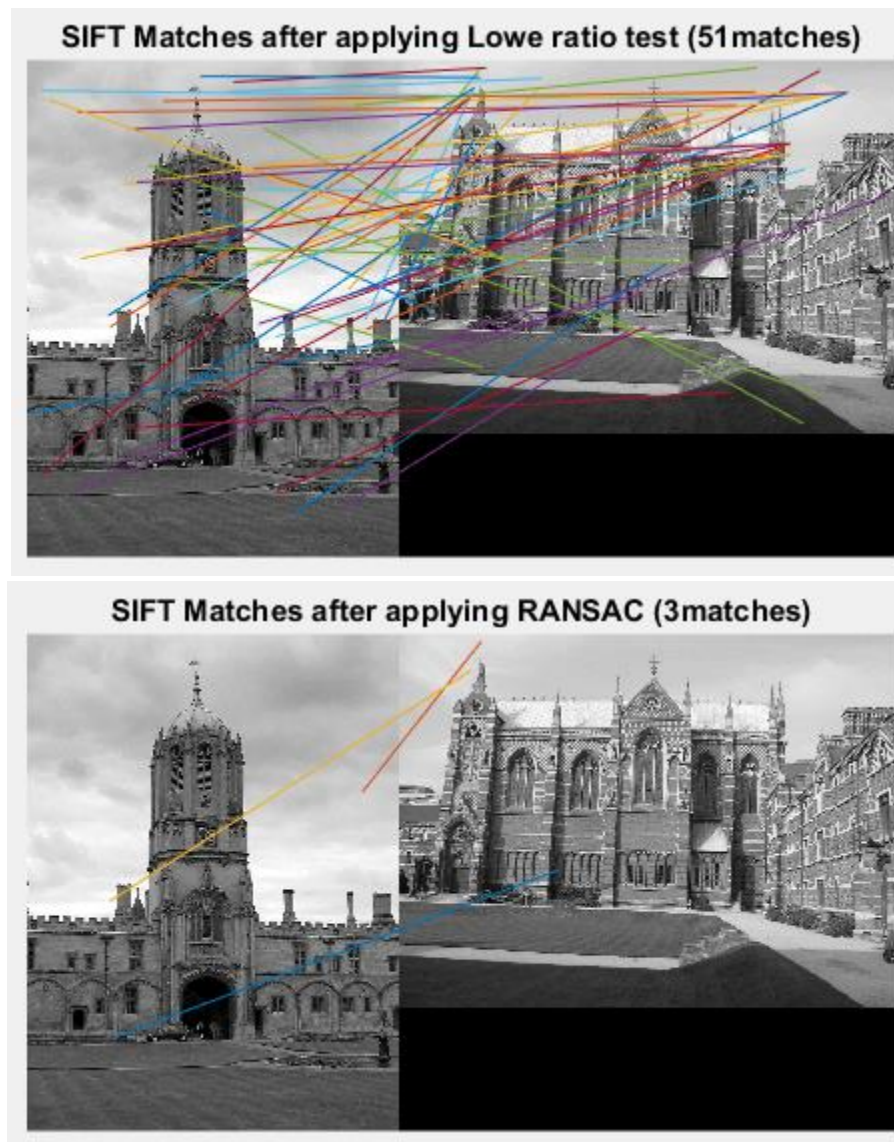 SIFT Matches after applying Lowe ratio test (51matches)
SIFT Matches after applying RANSAC (3matches)